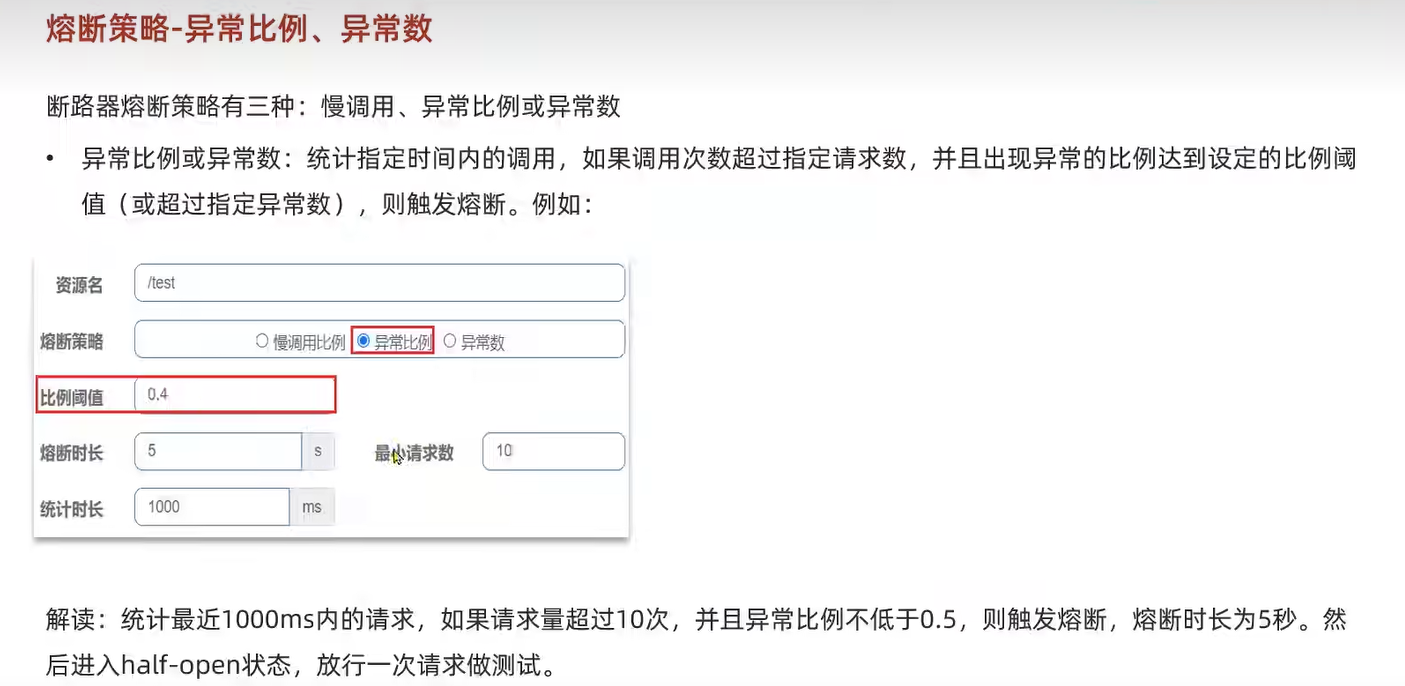 熔断策略-异常比例、异常数
断路器熔断策略有三种：慢调用、异常比例或异常数
• 异常比例或异常数：统计指定时间内的调用，如果调用次数超过指定请求数，并且出现异常的比例达到设定的比例阈
值（或超过指定异常数），则触发熔断。例如：
资源名 /test
熔断策略 慢调用比例 异常比例 异常数
比例阈值 0.4
熔断时长 5 s 最小请求数 10
统计时长 1000 ms
解读：统计最近1000ms内的请求，如果请求量超过10次，并且异常比例不低于0.5，则触发熔断，熔断时长为5秒。然
后进入half-open状态，放行一次请求做测试。